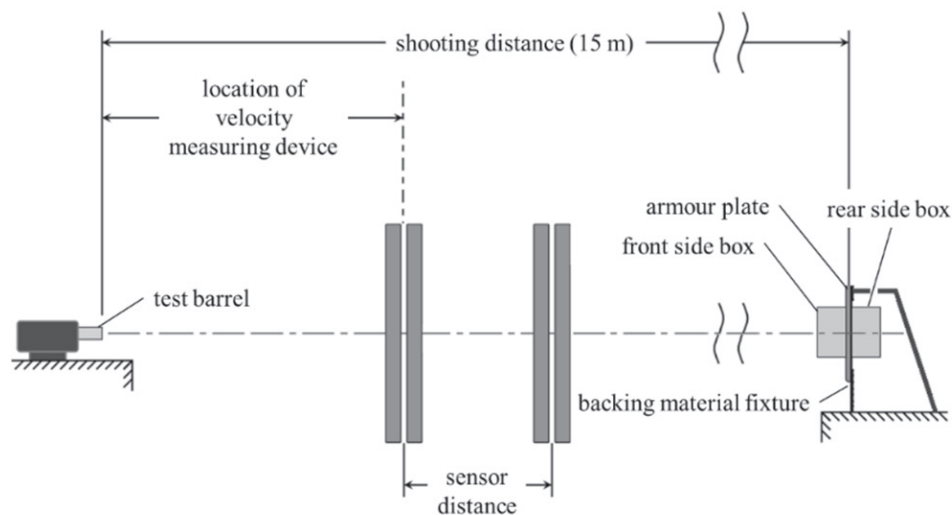 shooting distance (15 m)
location of
velocity
measuring device
armour plate
rear side box
front side box
test barrel
backing material fixture
sensor
distance